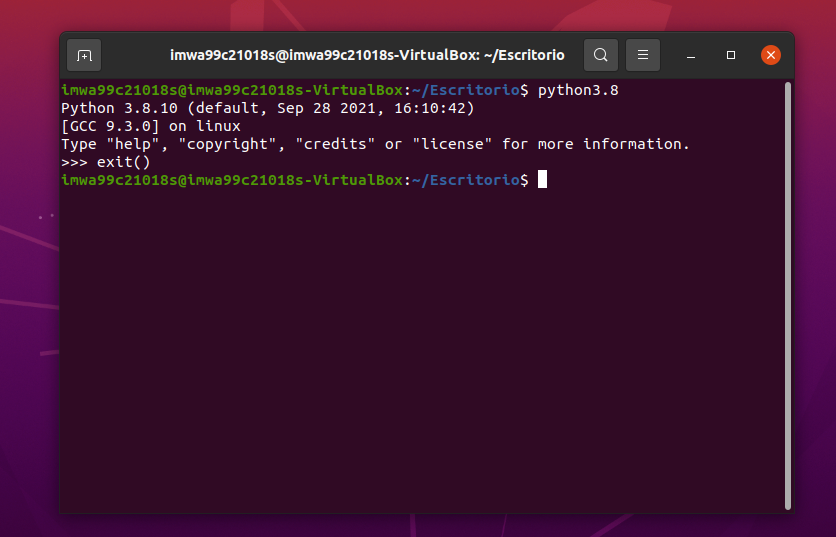 imwa99c21018s@imwa99c21018s-VirtualBox: ~/Escritorio
imwa99c21018s@imwa99c21018s-VirtualBox:~/Escritorio$ python3.8
Python 3.8.10 (default, Sep 28 2021, 16:10:42)
[GCC 9.3.0] on linux
Type "help", "copyright", "credits" or "license" for more information.
>>> exit()
imwa99c21018s@imwa99c21018s-VirtualBox:~/Escritorio$